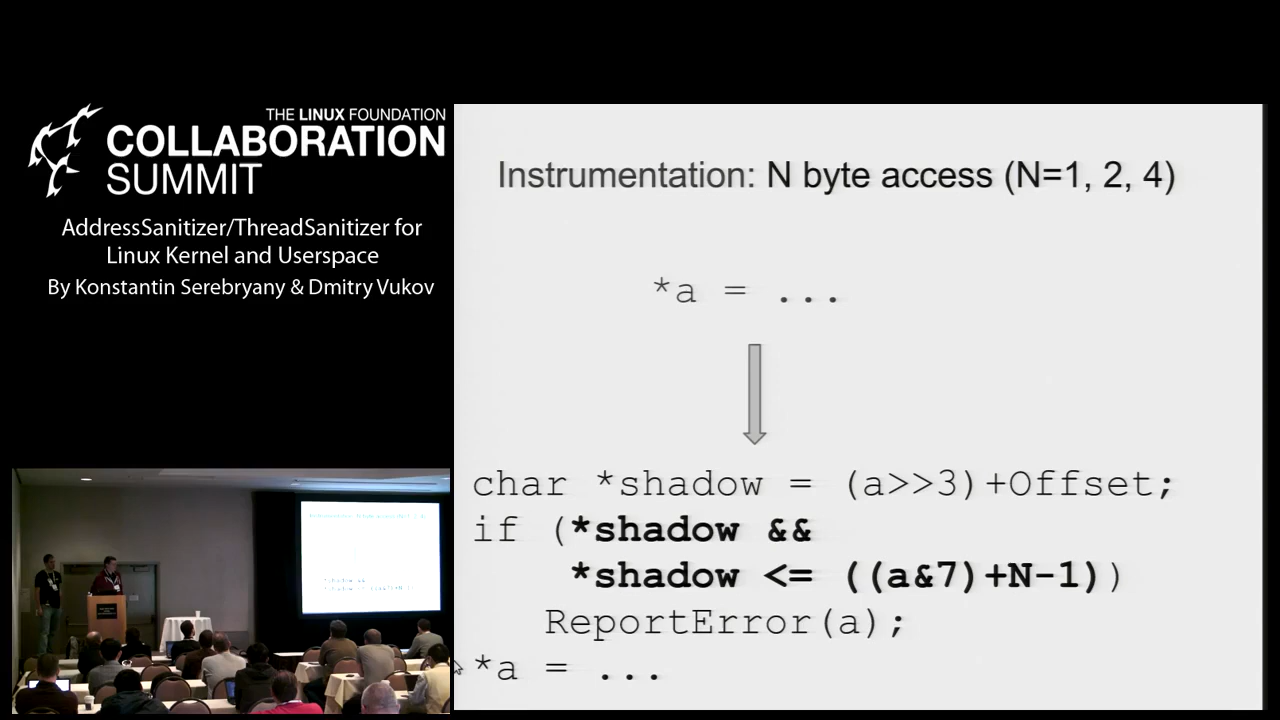 THE LINUX FOUNDATION
COLLABORATION
SUMMIT
AddressSanitizer/ThreadSanitizer for
Linux Kernel and Userspace
By Konstantin Serebryany & Dmitry Vukov
Instrumentation: N byte access (N=1, 2, 4)
*a = ...
char *shadow = (a>>3)+Offset;
if (*shadow &&
*shadow <= ((a&7)+N-1))
ReportError(a);
*a = ...